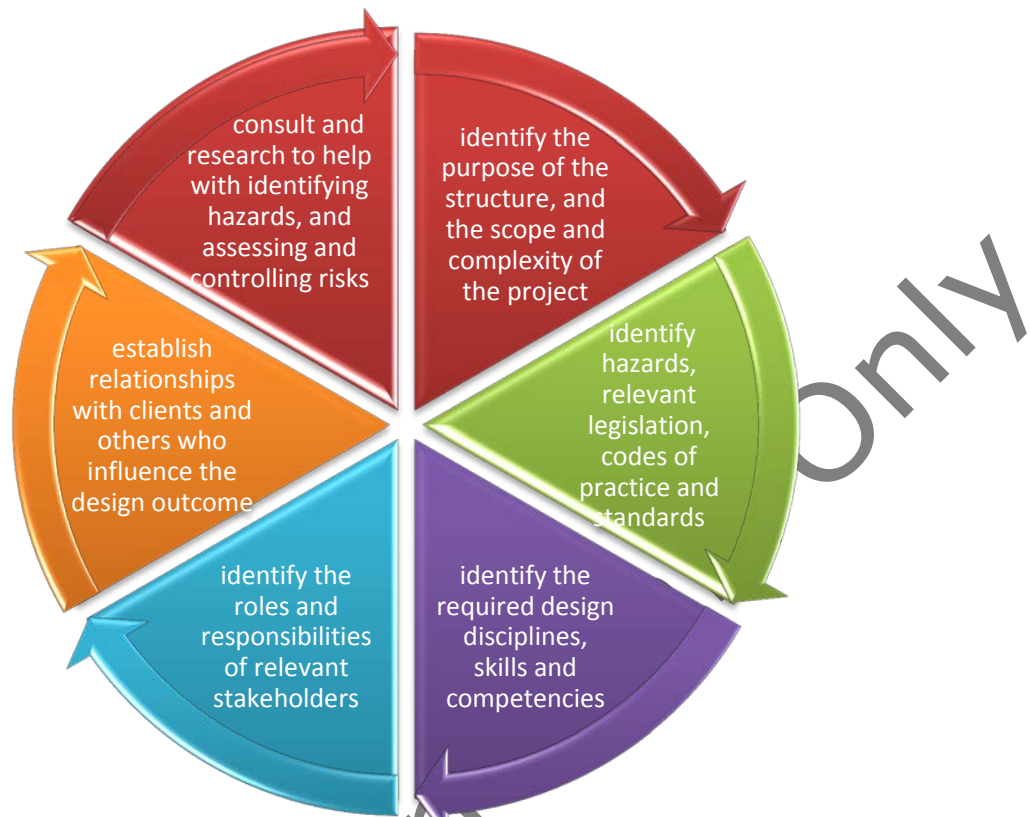 consult and
research to help
with identifying
hazards, and
assessing and
controlling risks
identify the
purpose of the
structure, and
the scope and
complexity of
the project
identify
hazards,
relevant
legislation,
codes of
practice and
standards
identify the
required design
disciplines,
skills and
competencies
identify the
roles and
responsibilities
of relevant
stakeholders
establish
relationships
with clients and
others who
influence the
design outcome
Only